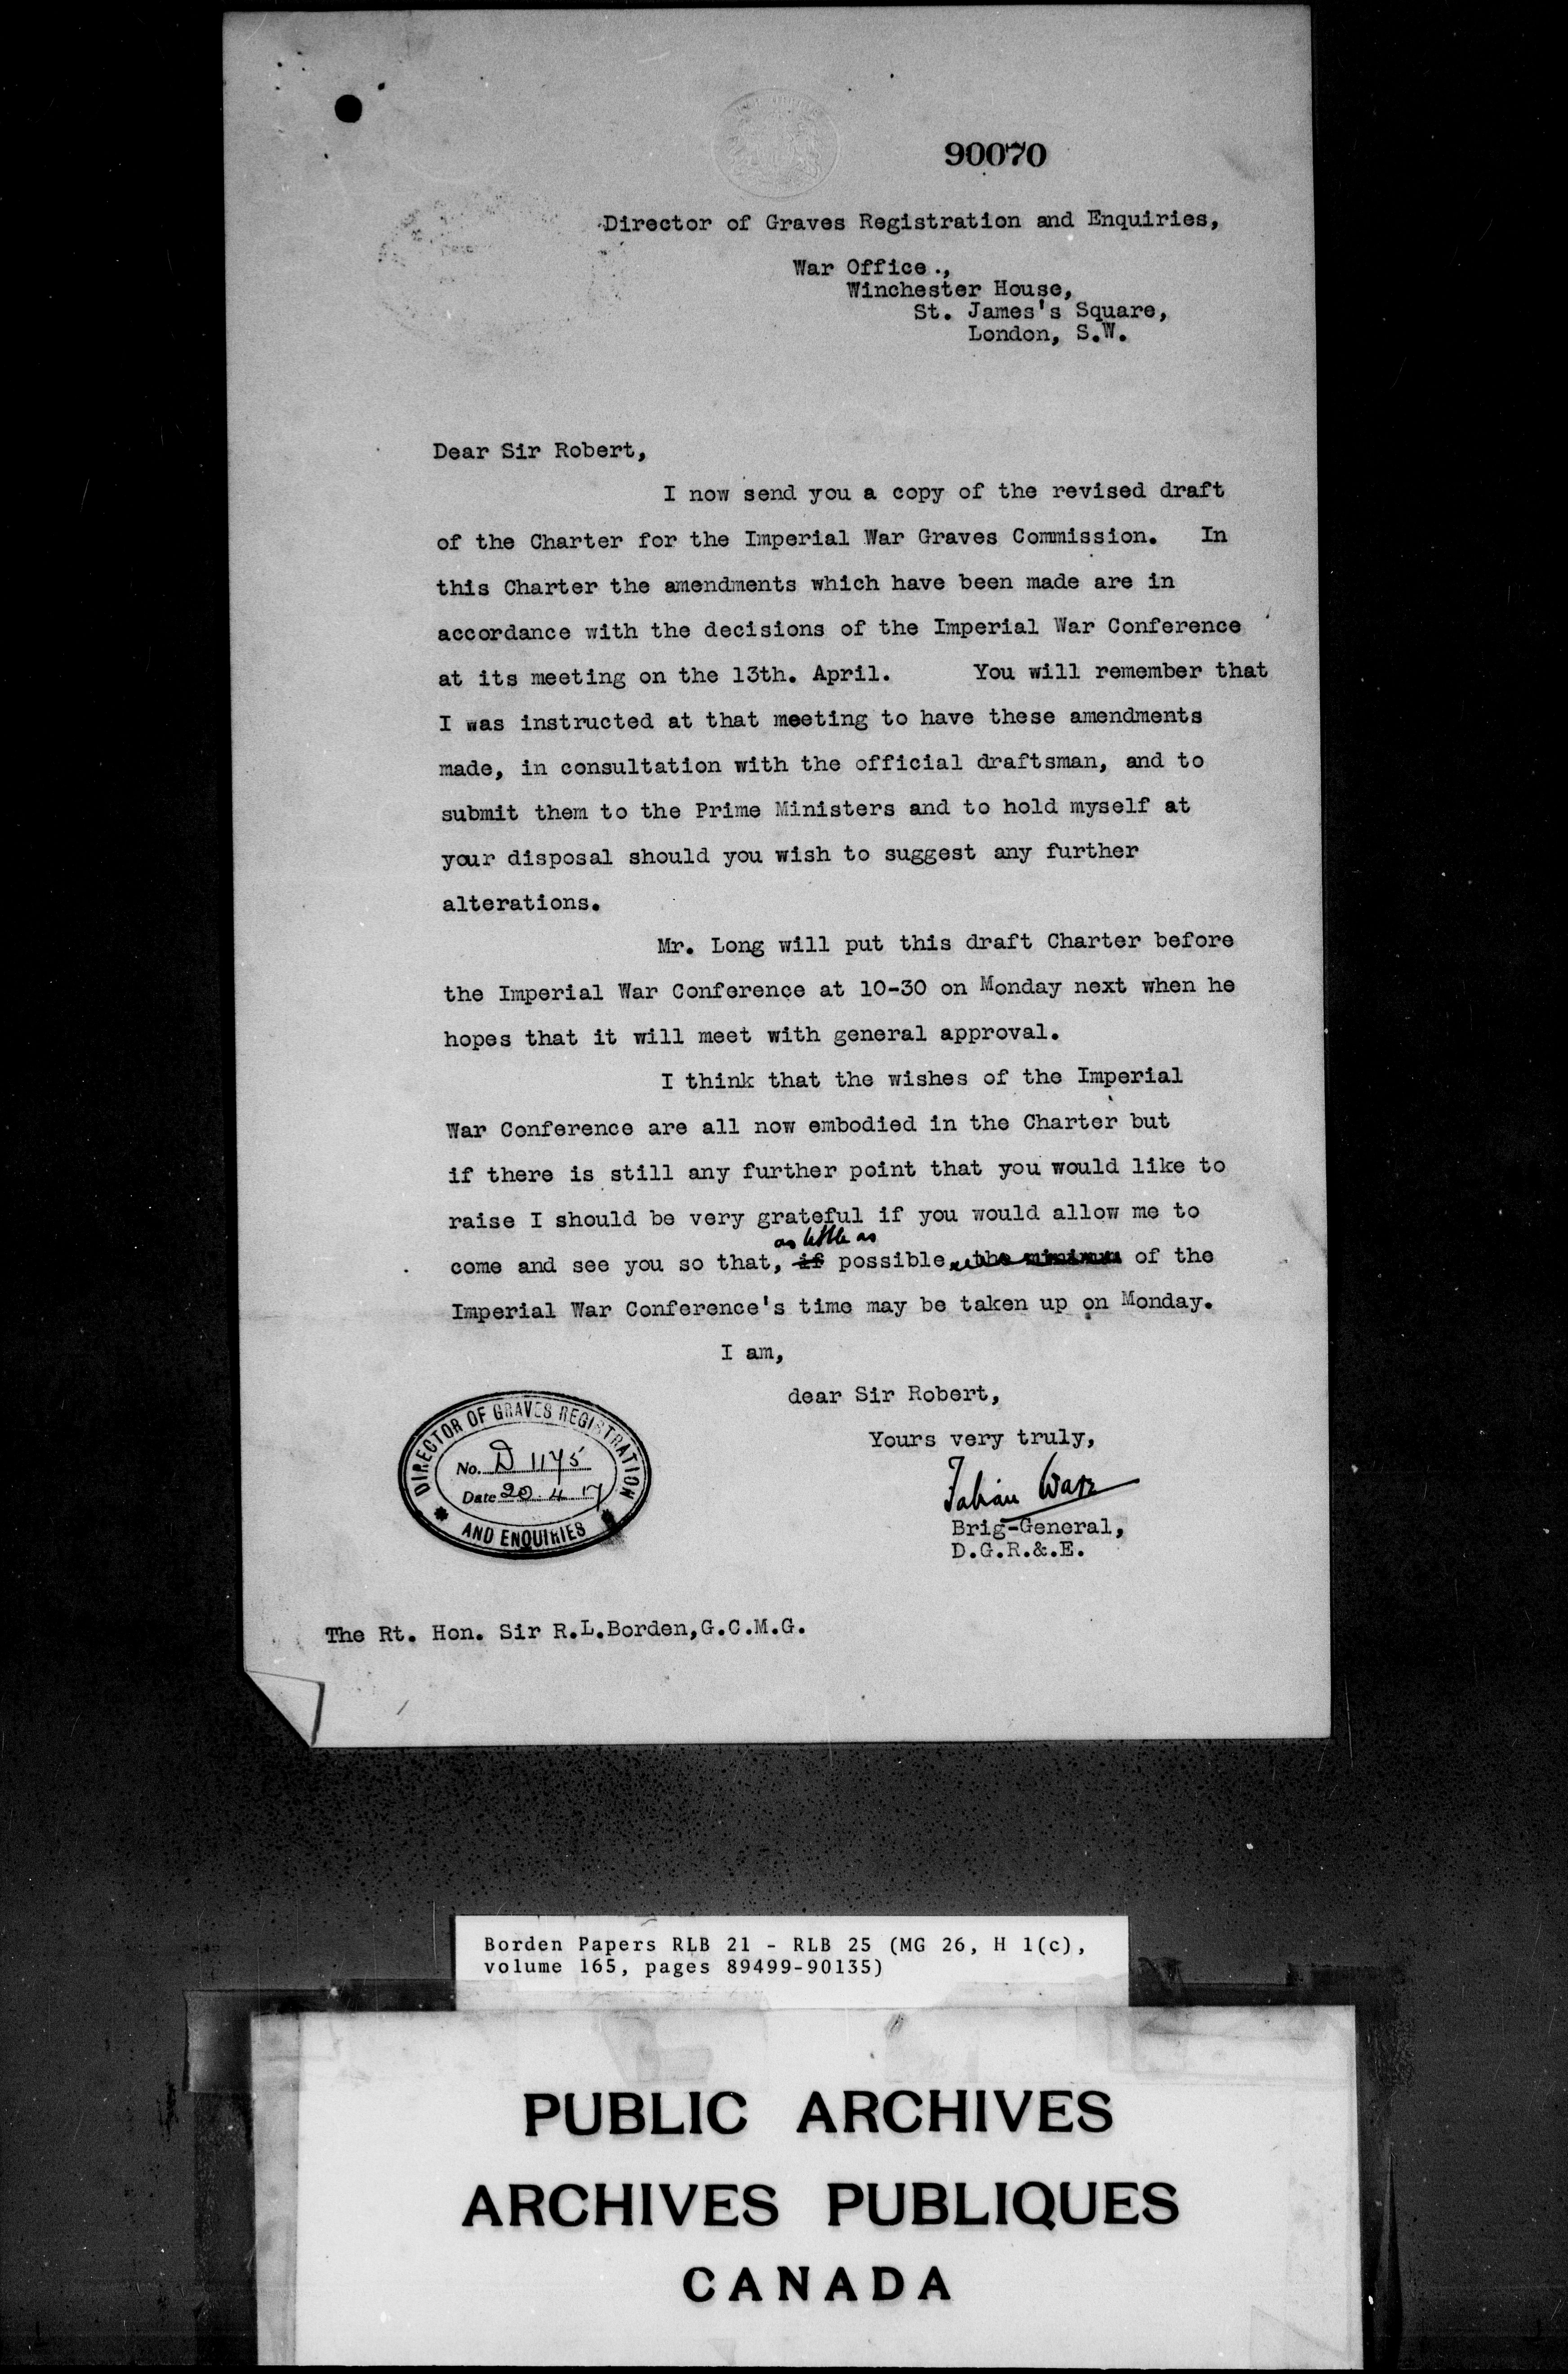 90070
Director of Graves Registration and Enquiries,
War Office.,
Winchester House,
St. James's Square,
London, S.W.
Dear Sir Robert,
I now send you a copy of the revised draft
of the Charter for the Imperial War Graves Commission. In
this Charter the amendments which have been made are in
accordance with the decisions of the Imperial War Conference
at its meeting on the 13th. April. You will remember that
I was instructed at that meeting to have these amendments
made, in consultation with the official draftsman, and to
submit them to the Prime Ministers and to hold myself at
your disposal should you wish to suggest any further
alterations.
Mr. Long will put this draft Charter before
the Imperial War Conference at 10-30 on Monday next when he
hopes that it will meet with general approval.
I think that the wishes of the Imperial
War Conference are all now embodied in the Charter but
if there is still any further point that you would like to
raise I should be very grateful if you would allow me to
as little as
come and see you so that, if possible, the minimum of the
Imperial War Conference's time may be taken up on Monday.
I am,
dear Sir Robert,
Yours very truly,
Fabian Ware
Brig-General,
D.G.R.&.E.
DIRECTOR OF GRAVES REGISTRATION
No. D 1175
Date 20.4.17
AND ENQUIRIES
The Rt. Hon. Sir R.L.Borden,G.C.M.G.
Borden Papers RLB 21 - RLB 25 (MG 26, H 1(c),
volume 165, pages 89499-90135)
PUBLIC ARCHIVES
ARCHIVES PUBLIQUES
CANADA